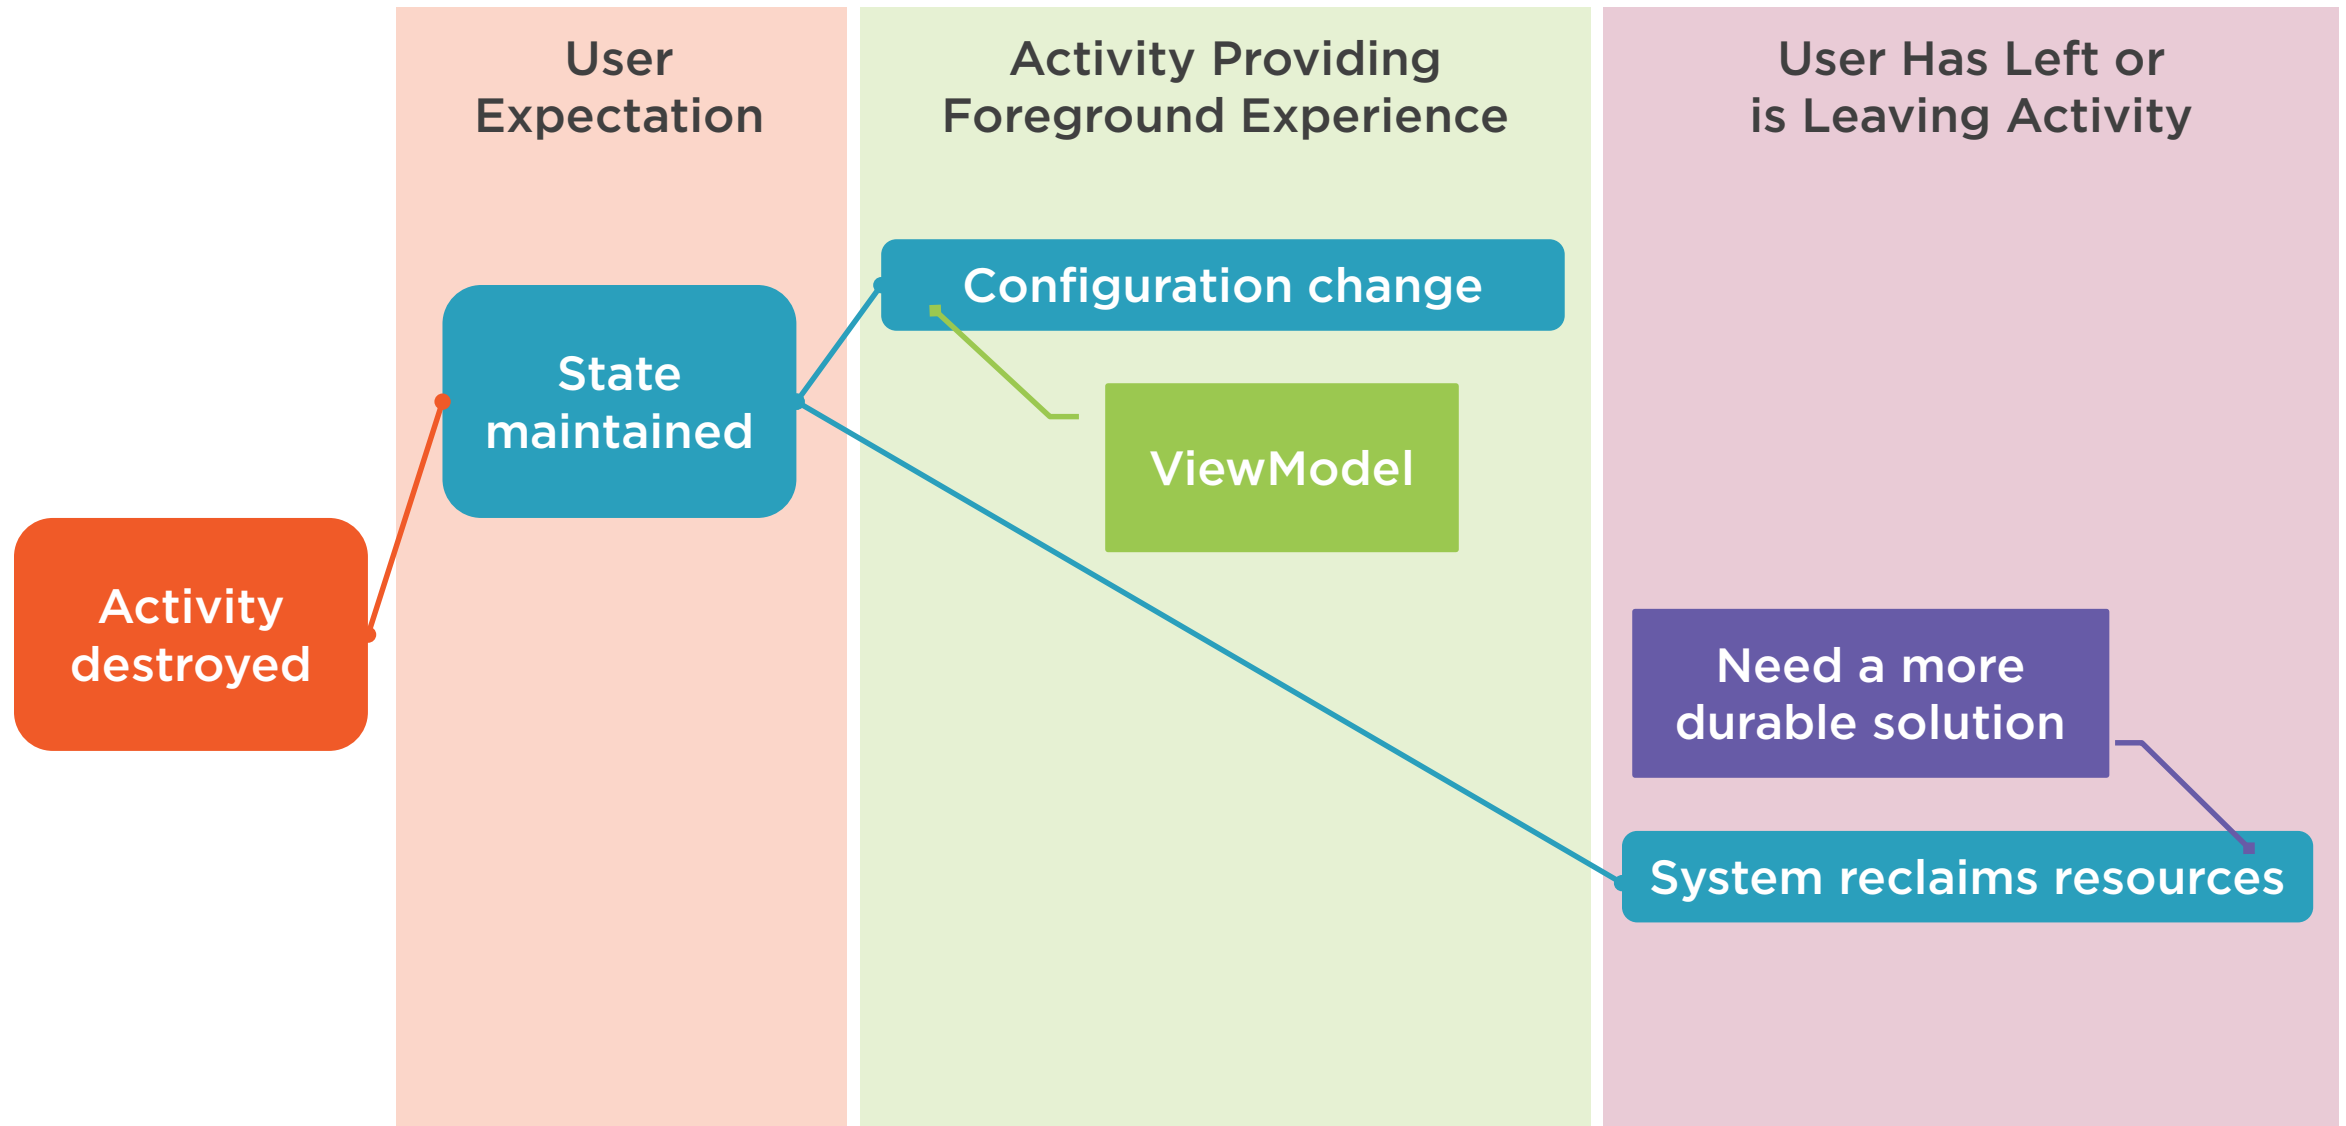 User
Expectation
Activity Providing
Foreground Experience
User Has Left or
is Leaving Activity
Configuration change
State
maintained
ViewModel
Activity
destroyed
Need a more
durable solution
System reclaims resources